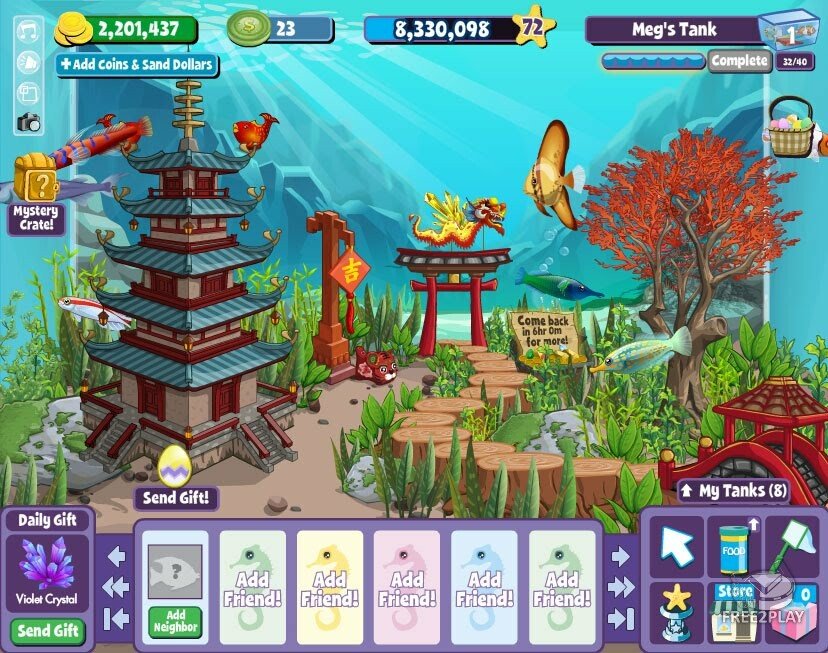 2,201,437
23
8,330,098
72
Meg's Tank
1
+Add Coins & Sand Dollars
Complete
32/40
?
Mystery
Crate!
吉
Come back
in 6hr 0m
for more!
Send Gift!
My Tanks (8)
Daily Gift
Violet Crystal
Send Gift
?
Add
Neighbor
Add
Friend!
Add
Friend!
Add
Friend!
Add
Friend!
Add
Friend!
FOOD
Store
0
FREE2PLAY